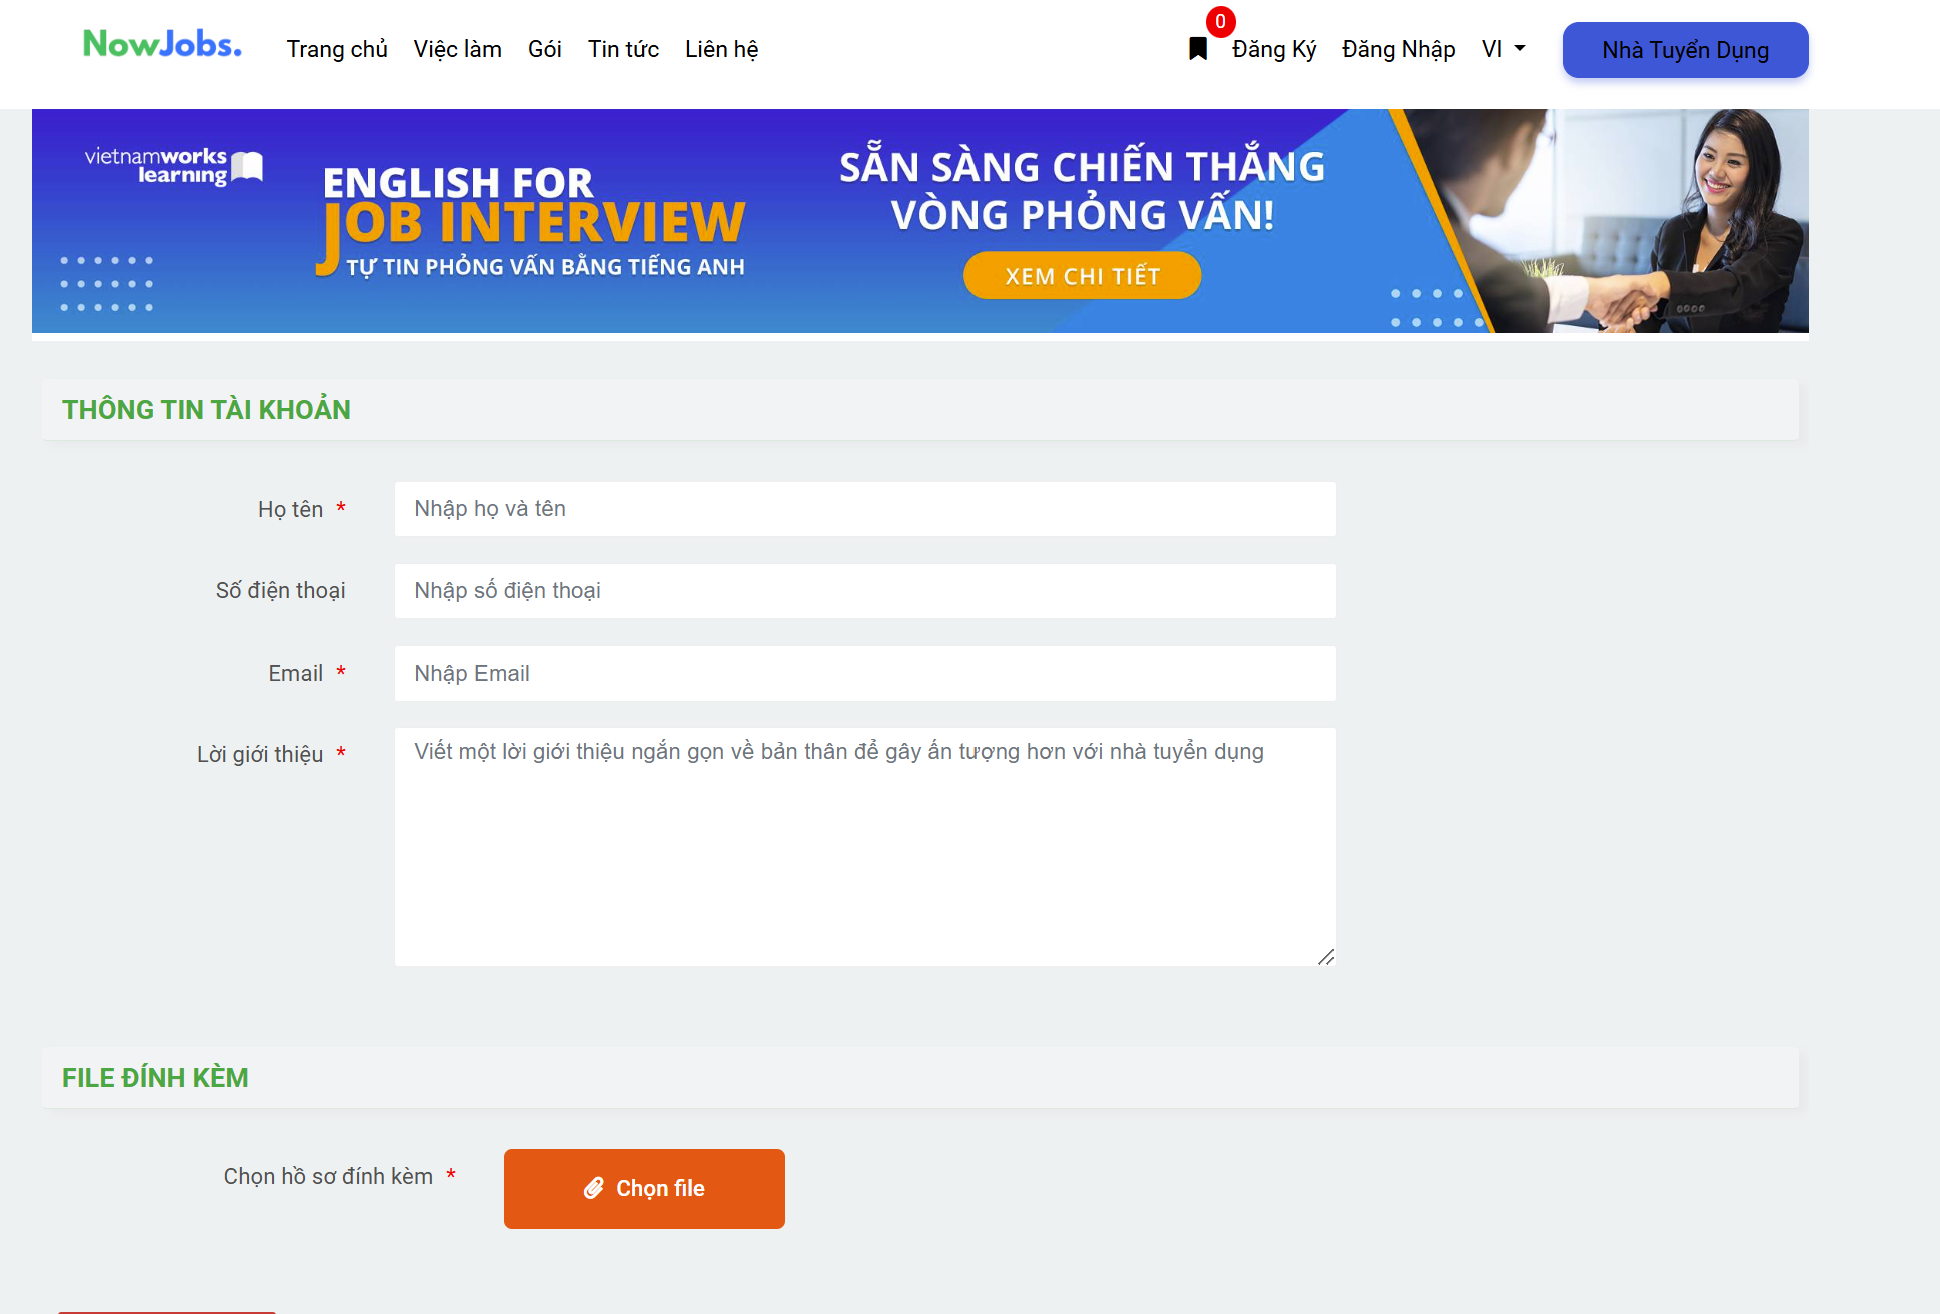 NowJobs.
Trang chủ Việc làm Gói Tin tức Liên hệ
0
Đăng Ký Đăng Nhập VI
Nhà Tuyển Dụng
vietnamworks
learning
ENGLISH FOR
JOB INTERVIEW
TỰ TIN PHỎNG VẤN BẰNG TIẾNG ANH
SẴN SÀNG CHIẾN THẮNG
VÒNG PHỎNG VẤN!
XEM CHI TIẾT
THÔNG TIN TÀI KHOẢN
Họ tên *
Nhập họ và tên
Số điện thoại
Nhập số điện thoại
Email *
Nhập Email
Lời giới thiệu *
Viết một lời giới thiệu ngắn gọn về bản thân để gây ấn tượng hơn với nhà tuyển dụng
FILE ĐÍNH KÈM
Chọn hồ sơ đính kèm *
Chọn file